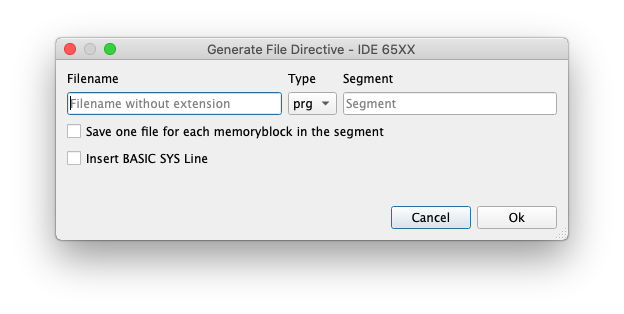 Generate File Directive - IDE 65XX
Filename Type Segment
Filename without extension prg Segment
Save one file for each memoryblock in the segment
Insert BASIC SYS Line
Cancel Ok